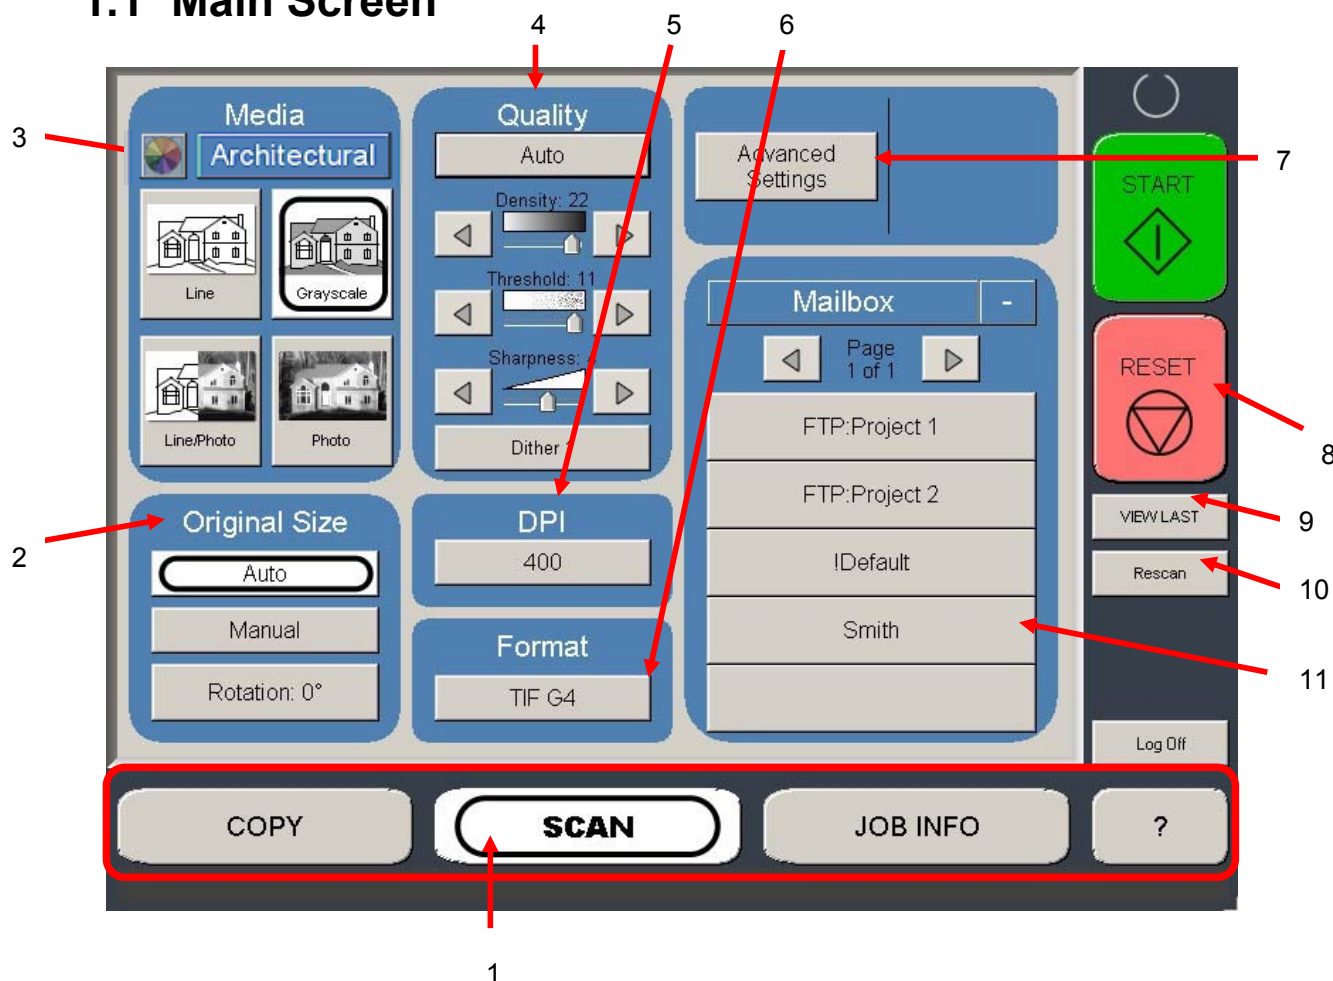 1.1 Main Screen
4
5
6
3
Media
Architectural
Line
Grayscale
Line/Photo
Photo
Quality
Auto
Density: 22
Threshold: 11
Sharpness: 4
Dither
Advanced
Settings
7
START
Mailbox
-
Page
1 of 1
FTP:Project 1
FTP:Project 2
!Default
Smith
RESET
8
VIEW LAST
9
Rescan
10
11
2
Original Size
Auto
Manual
Rotation: 0°
DPI
400
Format
TIF G4
Log Off
COPY
SCAN
JOB INFO
?
1